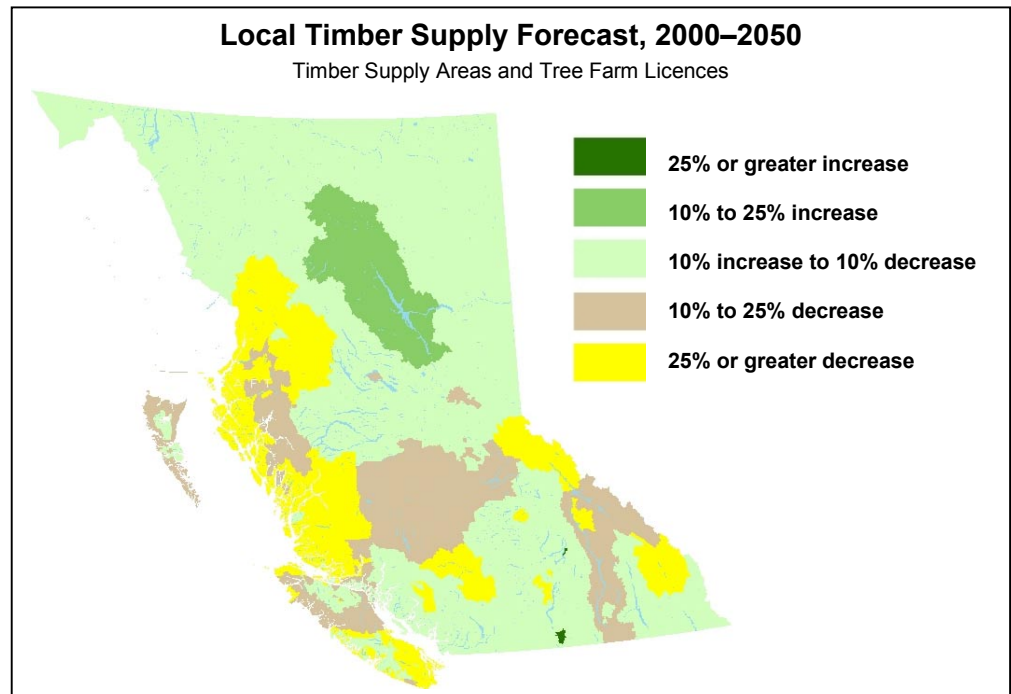 Local Timber Supply Forecast, 2000–2050
Timber Supply Areas and Tree Farm Licences
25% or greater increase
10% to 25% increase
10% increase to 10% decrease
10% to 25% decrease
25% or greater decrease